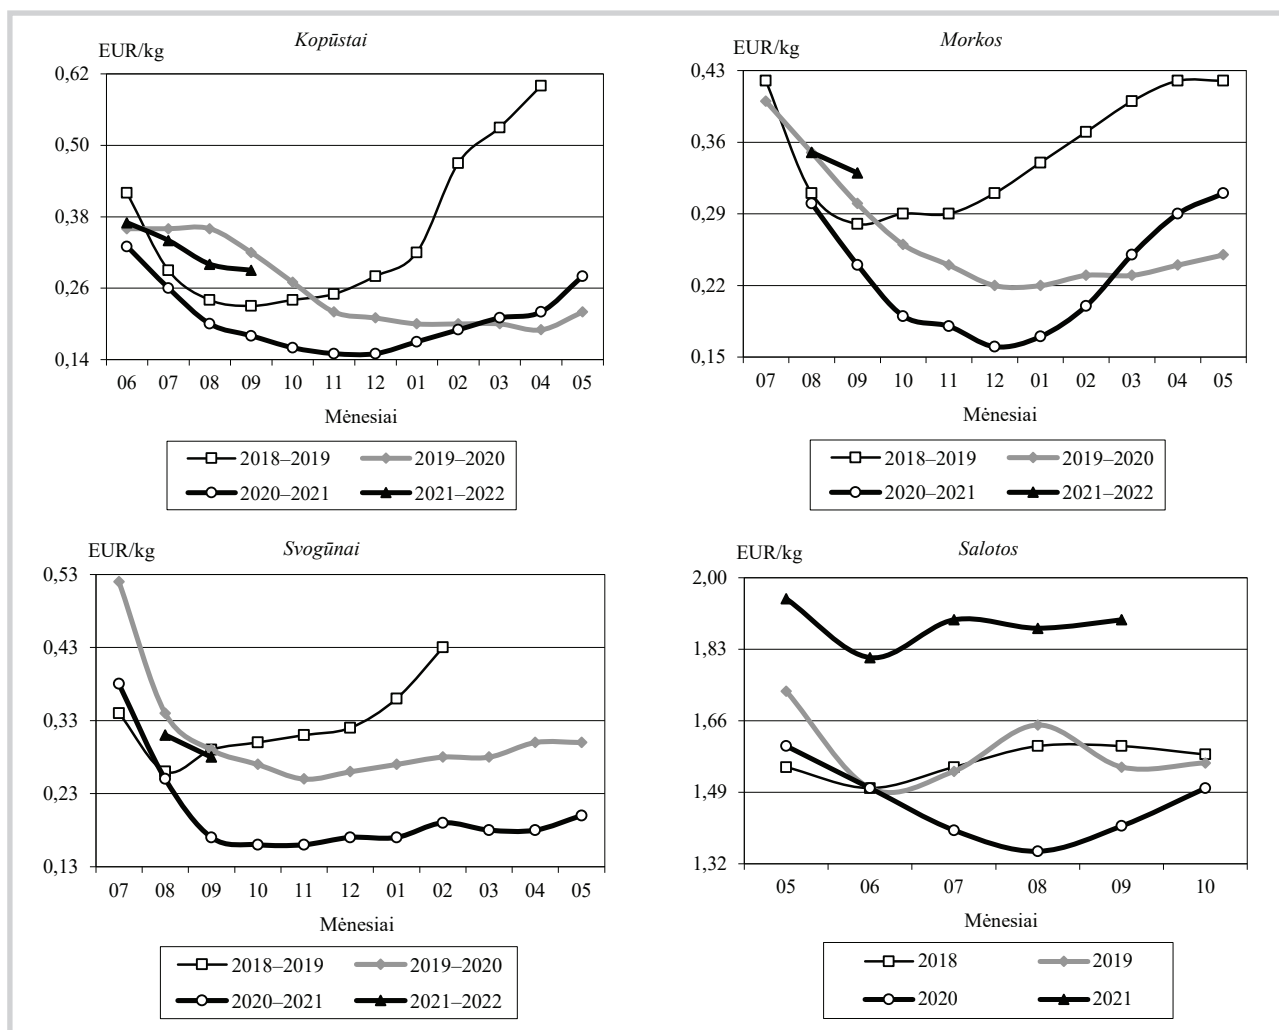 Kopūstai
EUR/kg
0,62
0,50
0,38
0,26
0,14
06 07 08 09 10 11 12 01 02 03 04 05
Mėnesiai
2018–2019 2019–2020
2020–2021 2021–2022
Morkos
EUR/kg
0,43
0,36
0,29
0,22
0,15
07 08 09 10 11 12 01 02 03 04 05
Mėnesiai
2018–2019 2019–2020
2020–2021 2021–2022
Svogūnai
EUR/kg
0,53
0,43
0,33
0,23
0,13
07 08 09 10 11 12 01 02 03 04 05
Mėnesiai
2018–2019 2019–2020
2020–2021 2021–2022
Salotos
EUR/kg
2,00
1,83
1,66
1,49
1,32
05 06 07 08 09 10
Mėnesiai
2018 2019
2020 2021